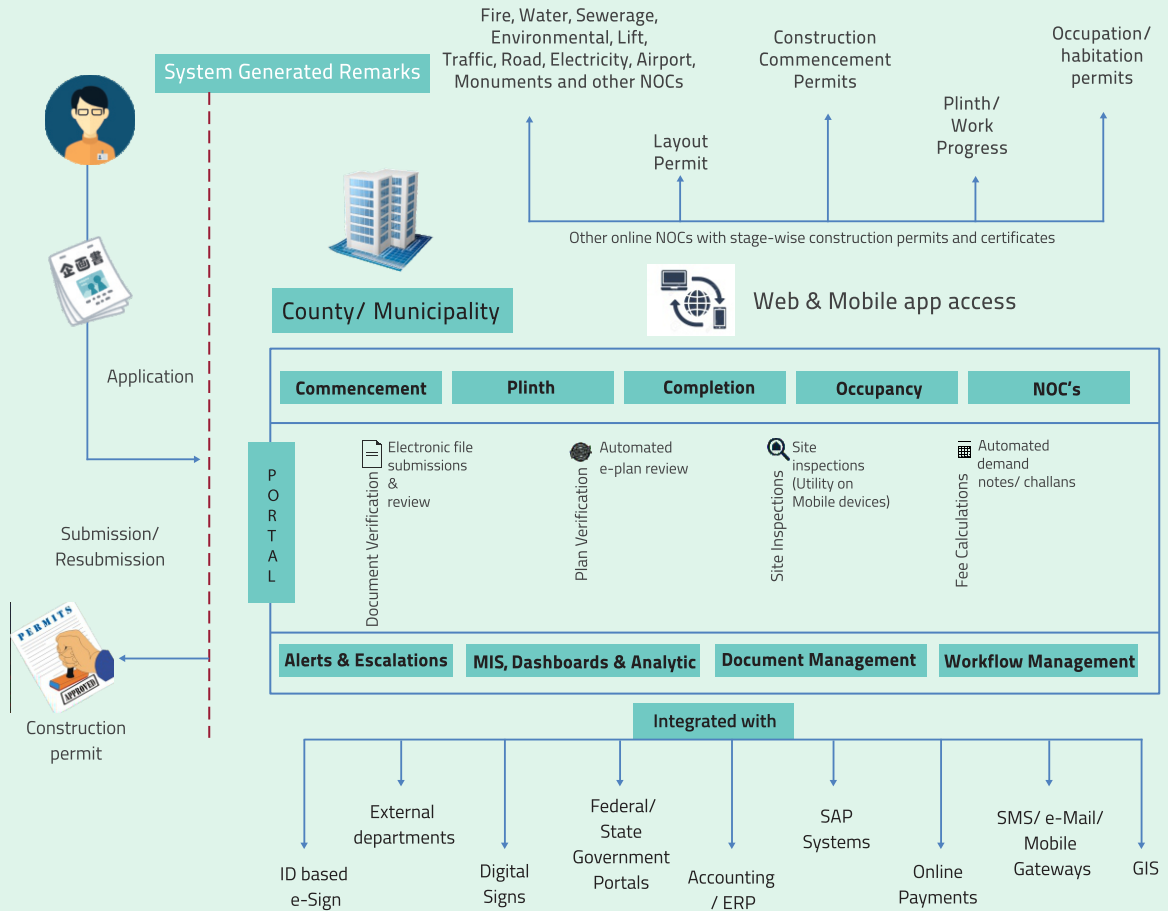 System Generated Remarks
Fire, Water, Sewerage,
Environmental, Lift,
Traffic, Road, Electricity, Airport,
Monuments and other NOCs
Layout
Permit
Construction
Commencement
Permits
Plinth/
Work
Progress
Occupation/
habitation
permits
Other online NOCs with stage-wise construction permits and certificates
企画書
County/ Municipality
Web & Mobile app access
Application
Submission/
Resubmission
PERMITS
APPROVED
Construction
permit
PORTAL
Commencement
Plinth
Completion
Occupancy
NOC's
Document Verification
Electronic file
submissions
&
review
Plan Verification
Automated
e-plan review
Site Inspections
Site
inspections
(Utility on
Mobile devices)
Fee Calculations
Automated
demand
notes/ challans
Alerts & Escalations
MIS, Dashboards & Analytic
Document Management
Workflow Management
Integrated with
ID based
e-Sign
External
departments
Digital
Signs
Federal/
State
Government
Portals
Accounting
/ ERP
SAP
Systems
Online
Payments
SMS/ e-Mail/
Mobile
Gateways
GIS